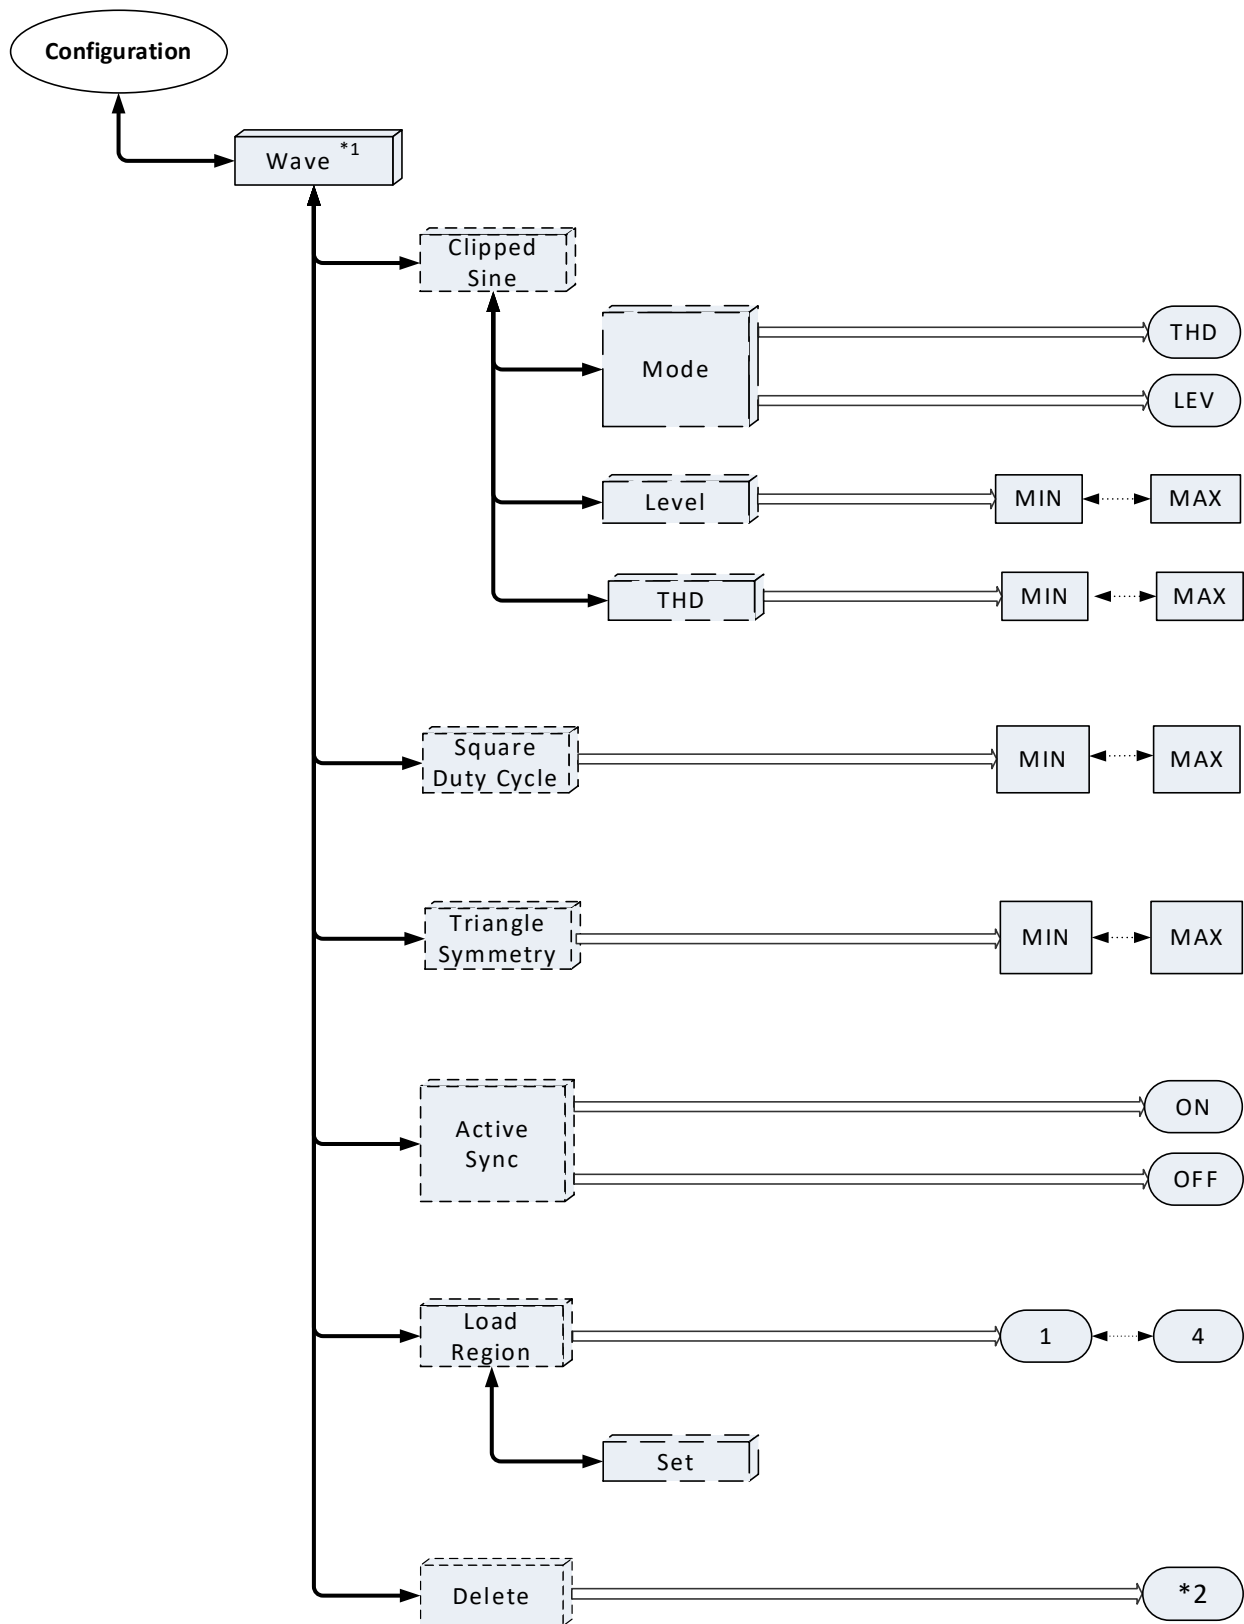 Configuration
Wave *1
Clipped
Sine
Mode
THD
LEV
Level
MIN
MAX
THD
MIN
MAX
Square
Duty Cycle
MIN
MAX
Triangle
Symmetry
MIN
MAX
Active
Sync
ON
OFF
Load
Region
1
4
Set
Delete
*2